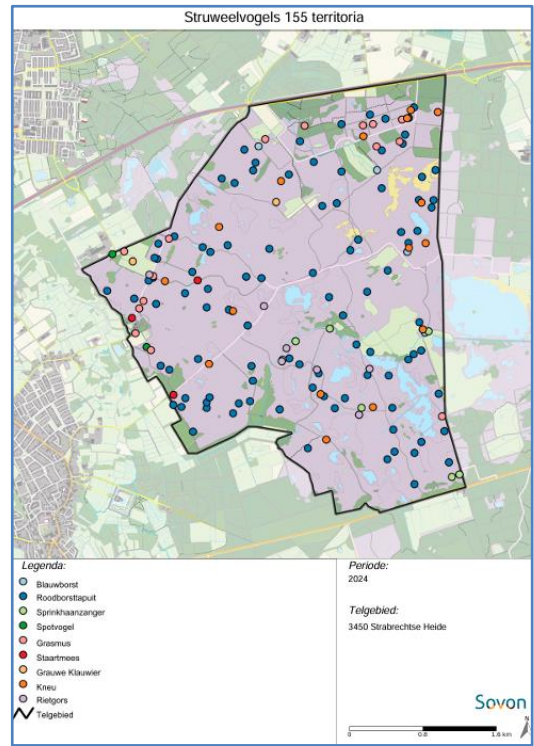 Struweelvogels 155 territoria
Legenda:
Blauwborst
Roodborsttapuit
Sprinkhaanzanger
Spotvogel
Grasmus
Staartmees
Grauwe Klauwier
Kneu
Rietgors
Telgebied
Periode:
2024
Telgebied:
3450 Strabrechtse Heide
Sovon
N
0 0.8 1.6 km